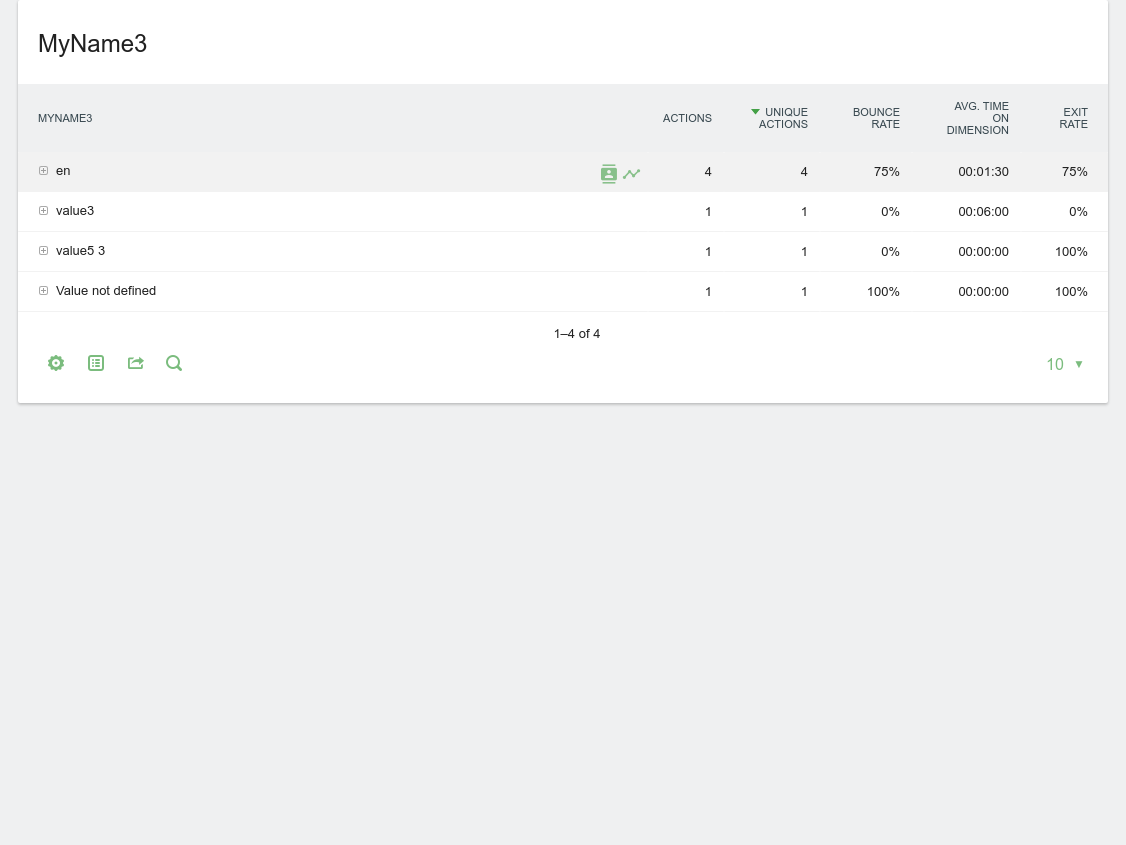 MyName3
MYNAME3 ACTIONS UNIQUE ACTIONS BOUNCE RATE AVG. TIME ON DIMENSION EXIT RATE
en 4 4 75% 00:01:30 75%
value3 1 1 0% 00:06:00 0%
value5 3 1 1 0% 00:00:00 100%
Value not defined 1 1 100% 00:00:00 100%
1–4 of 4
10